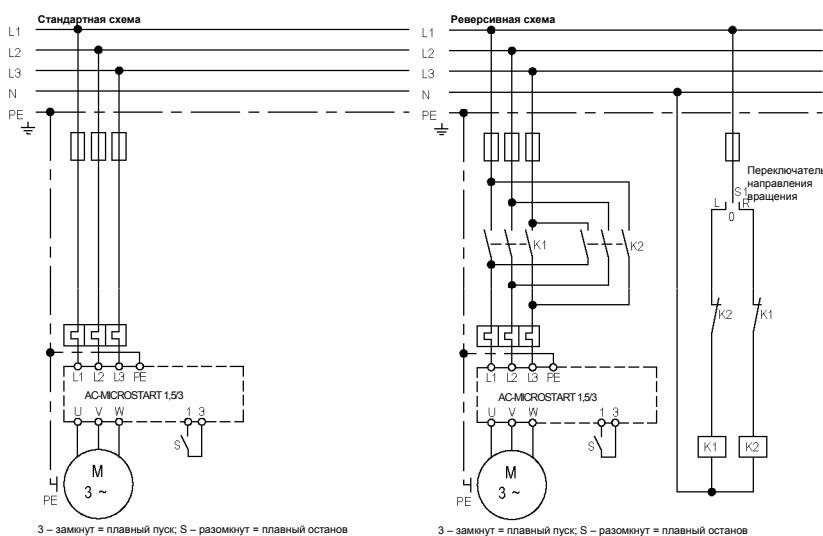 Стандартная схема
L1
L2
L3
N
PE
L1 L2 L3 PE
AC-MICROSTART 1,5/3
U V W 1 3
S
M
3 ~
PE
3 – замкнут = плавный пуск; S – разомкнут = плавный останов
Реверсивная схема
L1
L2
L3
N
PE
Переключатель
направления
вращения
S1
L R
0
K1 K2
K2 K1
L1 L2 L3 PE
AC-MICROSTART 1,5/3
U V W 1 3
S
K1 K2
M
3 ~
PE
3 – замкнут = плавный пуск; S – разомкнут = плавный останов